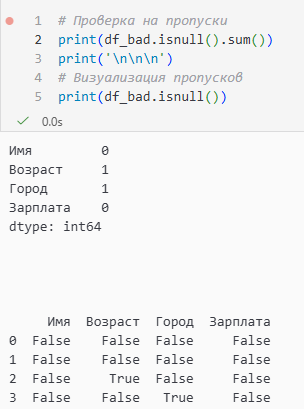 1 # Проверка на пропуски
2 print(df_bad.isnull().sum())
3 print('\n\n\n')
4 # Визуализация пропусков
5 print(df_bad.isnull())
0.0s
Имя 0
Возраст 1
Город 1
Зарплата 0
dtype: int64
Имя Возраст Город Зарплата
0 False False False False
1 False False False False
2 False True False False
3 False False True False